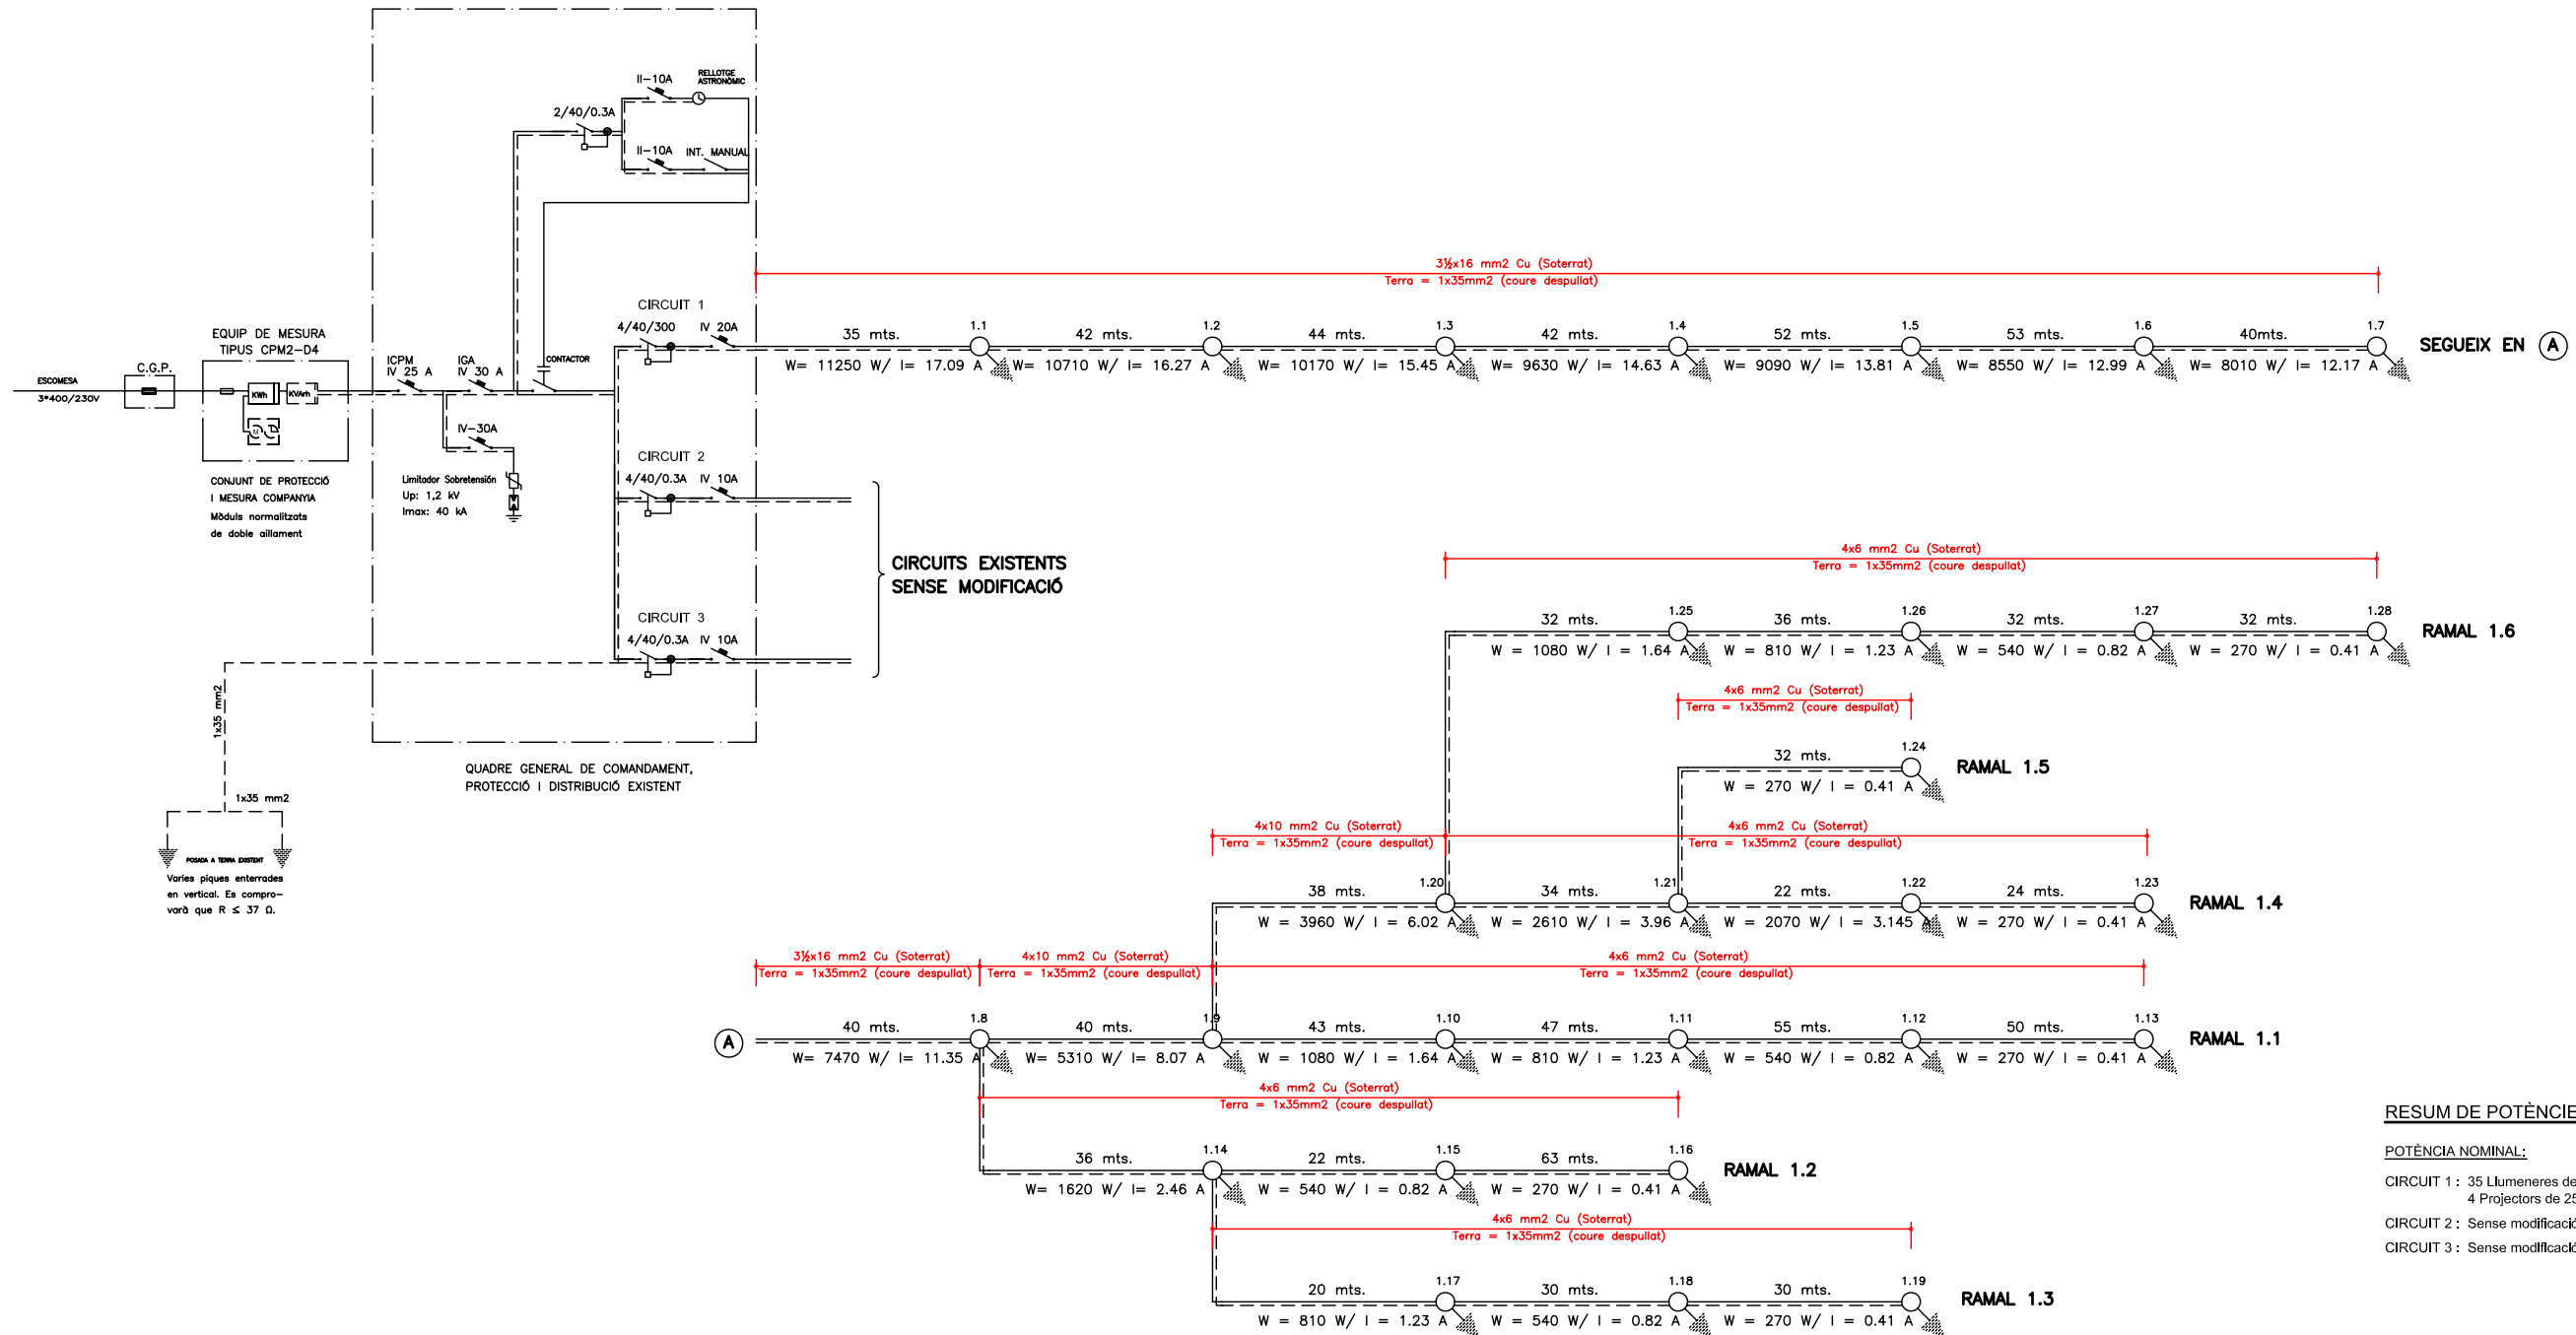 II-10A
RELLOTGE
ASTRONÒMIC
2/40/0.3A
II-10A
INT. MANUAL
3½x16 mm2 Cu (Soterrat)
Terra = 1x35mm2 (coure despullat)
CIRCUIT 1
4/40/300
IV 20A
CONTACTOR
EQUIP DE MESURA
TIPUS CPM2-D4
C.G.P.
ESCOMESA
3*400/230V
KWh
KVArh
M
ICPM
IV 25 A
IGA
IV 30 A
IV-30A
35 mts.
1.1
42 mts.
1.2
44 mts.
1.3
42 mts.
1.4
52 mts.
1.5
53 mts.
1.6
40mts.
1.7
SEGUEIX EN A
W= 11250 W/ I= 17.09 A
W= 10710 W/ I= 16.27 A
W= 10170 W/ I= 15.45 A
W= 9630 W/ I= 14.63 A
W= 9090 W/ I= 13.81 A
W= 8550 W/ I= 12.99 A
W= 8010 W/ I= 12.17 A
CONJUNT DE PROTECCIÓ
I MESURA COMPANYIA
Mòduls normalitzats
de doble aillament
Limitador Sobretensión
Up: 1,2 kV
Imax: 40 kA
CIRCUIT 2
4/40/0.3A
IV 10A
CIRCUITS EXISTENTS
SENSE MODIFICACIÓ
CIRCUIT 3
4/40/0.3A
IV 10A
4x6 mm2 Cu (Soterrat)
Terra = 1x35mm2 (coure despullat)
32 mts.
1.25
36 mts.
1.26
32 mts.
1.27
32 mts.
1.28
RAMAL 1.6
W = 1080 W/ I = 1.64 A
W = 810 W/ I = 1.23 A
W = 540 W/ I = 0.82 A
W = 270 W/ I = 0.41 A
4x6 mm2 Cu (Soterrat)
Terra = 1x35mm2 (coure despullat)
32 mts.
1.24
RAMAL 1.5
W = 270 W/ I = 0.41 A
1x35 mm2
1x35 mm2
QUADRE GENERAL DE COMANDAMENT,
PROTECCIÓ I DISTRIBUCIÓ EXISTENT
POSADA A TERRA EXISTENT
Varies piques enterrades
en vertical. Es compro-
varà que R ≤ 37 Ω.
4x10 mm2 Cu (Soterrat)
Terra = 1x35mm2 (coure despullat)
4x6 mm2 Cu (Soterrat)
Terra = 1x35mm2 (coure despullat)
38 mts.
1.20
34 mts.
1.21
22 mts.
1.22
24 mts.
1.23
RAMAL 1.4
W = 3960 W/ I = 6.02 A
W = 2610 W/ I = 3.96 A
W = 2070 W/ I = 3.145 A
W = 270 W/ I = 0.41 A
3½x16 mm2 Cu (Soterrat)
Terra = 1x35mm2 (coure despullat)
4x10 mm2 Cu (Soterrat)
Terra = 1x35mm2 (coure despullat)
4x6 mm2 Cu (Soterrat)
Terra = 1x35mm2 (coure despullat)
A
40 mts.
1.8
40 mts.
1.9
43 mts.
1.10
47 mts.
1.11
55 mts.
1.12
50 mts.
1.13
RAMAL 1.1
W= 7470 W/ I= 11.35 A
W= 5310 W/ I= 8.07 A
W = 1080 W/ I = 1.64 A
W = 810 W/ I = 1.23 A
W = 540 W/ I = 0.82 A
W = 270 W/ I = 0.41 A
4x6 mm2 Cu (Soterrat)
Terra = 1x35mm2 (coure despullat)
36 mts.
1.14
22 mts.
1.15
63 mts.
1.16
RAMAL 1.2
W= 1620 W/ I= 2.46 A
W = 540 W/ I = 0.82 A
W = 270 W/ I = 0.41 A
4x6 mm2 Cu (Soterrat)
Terra = 1x35mm2 (coure despullat)
20 mts.
1.17
30 mts.
1.18
30 mts.
1.19
RAMAL 1.3
W = 810 W/ I = 1.23 A
W = 540 W/ I = 0.82 A
W = 270 W/ I = 0.41 A
RESUM DE POTÈNCIE
POTÈNCIA NOMINAL:
CIRCUIT 1 : 35 Llumeneres de
4 Projectors de 25
CIRCUIT 2 : Sense modificació
CIRCUIT 3 : Sense modificació